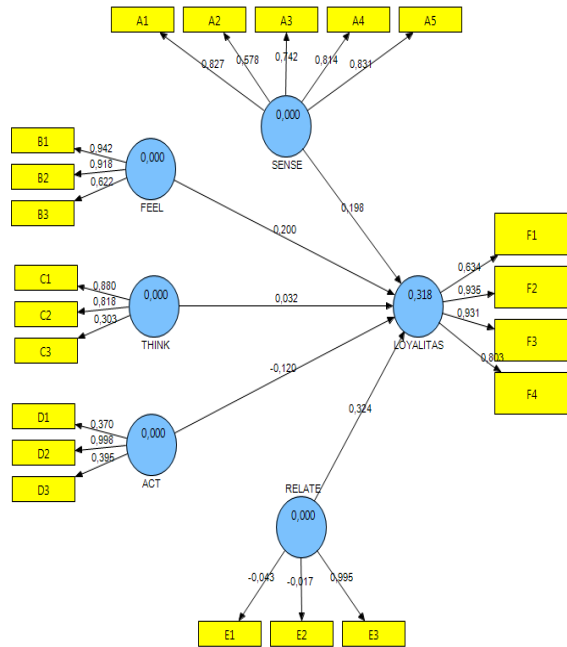 A1 A2 A3 A4 A5
0,827 0,578 0,742 0,814 0,831
0,000
SENSE
B1
B2
B3
0,942
0,918
0,622
0,000
FEEL
0,198
0,200
C1
C2
C3
0,880
0,818
0,303
0,000
THINK
0,032
0,318
LOYALITAS
0,634
0,935
0,931
0,803
F1
F2
F3
F4
D1
D2
D3
0,370
0,998
0,395
0,000
ACT
-0,120
0,324
RELATE
0,000
-0,043 -0,017 0,995
E1 E2 E3